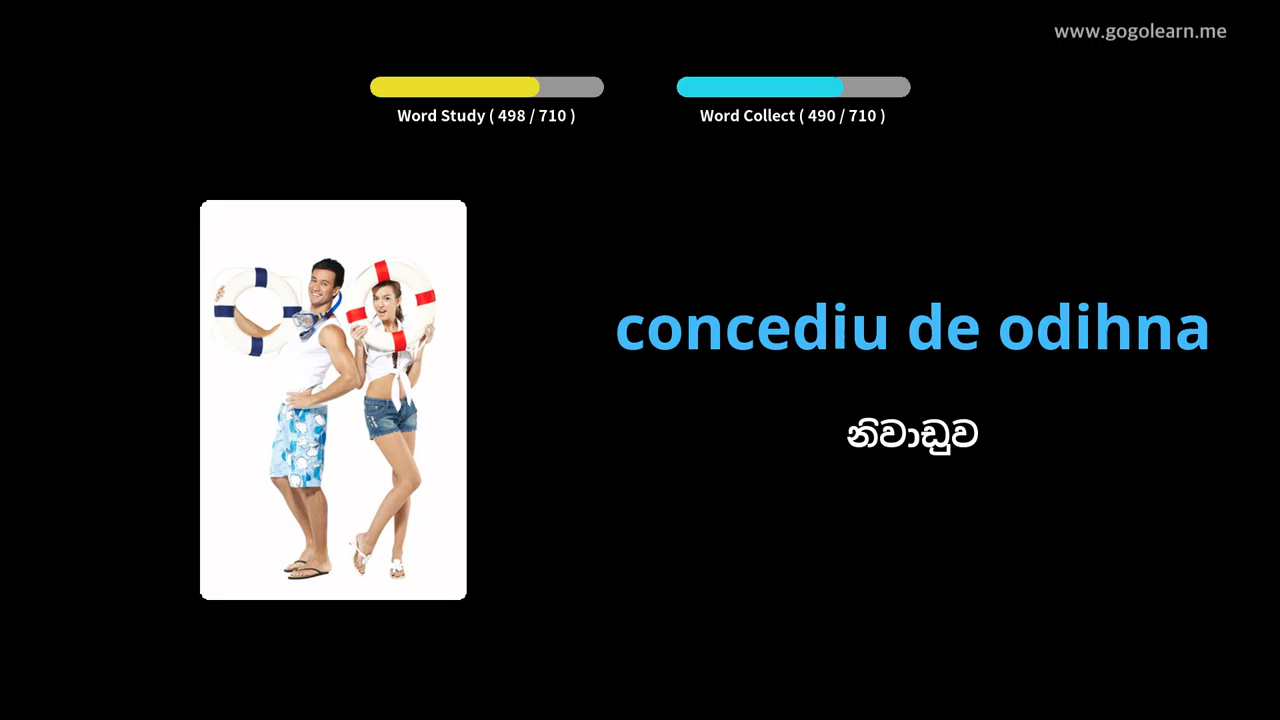 www.gogolearn.me
Word Study ( 498 / 710 )
Word Collect ( 490 / 710 )
concediu de odihna
නිවාඩුව